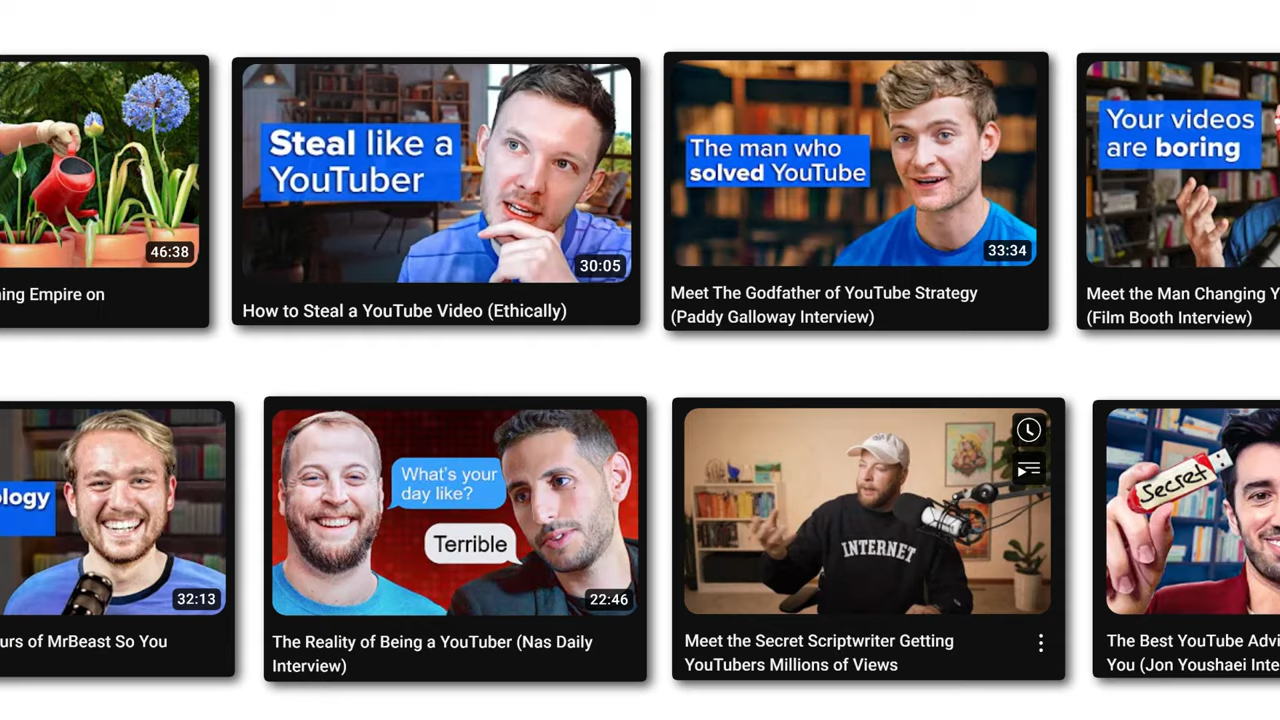 46:38
ning Empire on
Steal like a
YouTuber
30:05
How to Steal a YouTube Video (Ethically)
The man who
solved YouTube
33:34
Meet The Godfather of YouTube Strategy
(Paddy Galloway Interview)
Your videos
are boring
Meet the Man Changing Y
(Film Booth Interview)
ology
32:13
urs of MrBeast So You
What's your
day like?
Terrible
22:46
The Reality of Being a YouTuber (Nas Daily
Interview)
INTERNET
Meet the Secret Scriptwriter Getting
YouTubers Millions of Views
Secret
The Best YouTube Advi
You (Jon Youshaei Inte